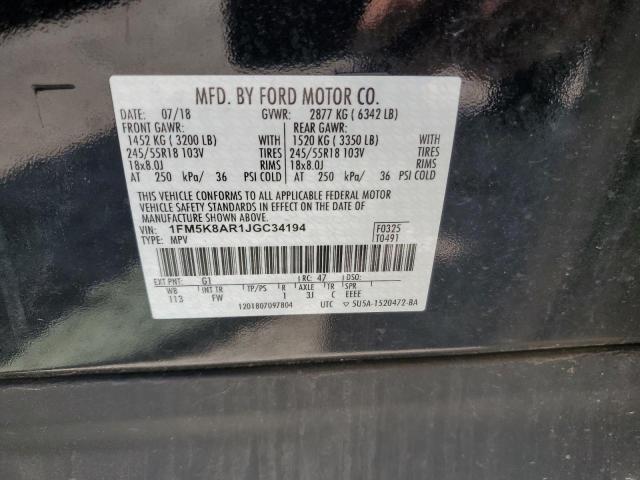 MFD. BY FORD MOTOR CO.
DATE: 07/18 GVWR: 2877 KG ( 6342 LB)
FRONT GAWR: REAR GAWR:
1452 KG ( 3200 LB) WITH 1520 KG ( 3350 LB) WITH
245/55R18 103V TIRES 245/55R18 103V TIRES
18x8.0J RIMS 18x8.0J RIMS
AT 250 kPa/ 36 PSI COLD AT 250 kPa/ 36 PSI COLD
THIS VEHICLE CONFORMS TO ALL APPLICABLE FEDERAL MOTOR
VEHICLE SAFETY STANDARDS IN EFFECT ON THE DATE OF
MANUFACTURE SHOWN ABOVE.
VIN: 1FM5K8AR1JGC34194 F0325
TYPE: MPV T0491
EXT PNT: G1 RC: 47 DSO:
WB INT TR TP/PS R AXLE TR SPR
113 FW 1 3J C EEEE
1201807097804 UTC ▽ 5U5A-1520472-BA